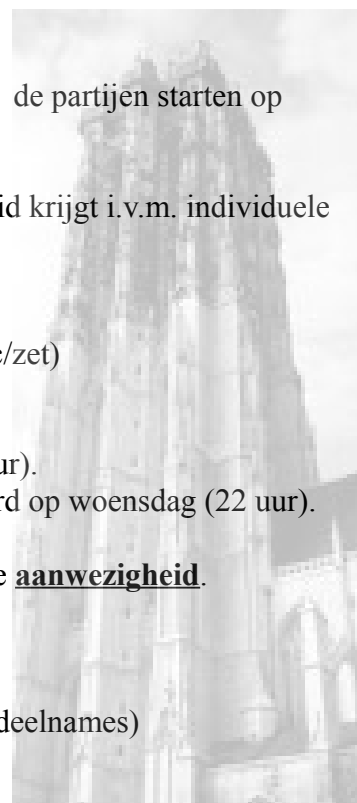 de partijen starten op
id krijgt i.v.m. individuele
/zet)
ur).
rd op woensdag (22 uur).
e aanwezigheid.
deelnames)